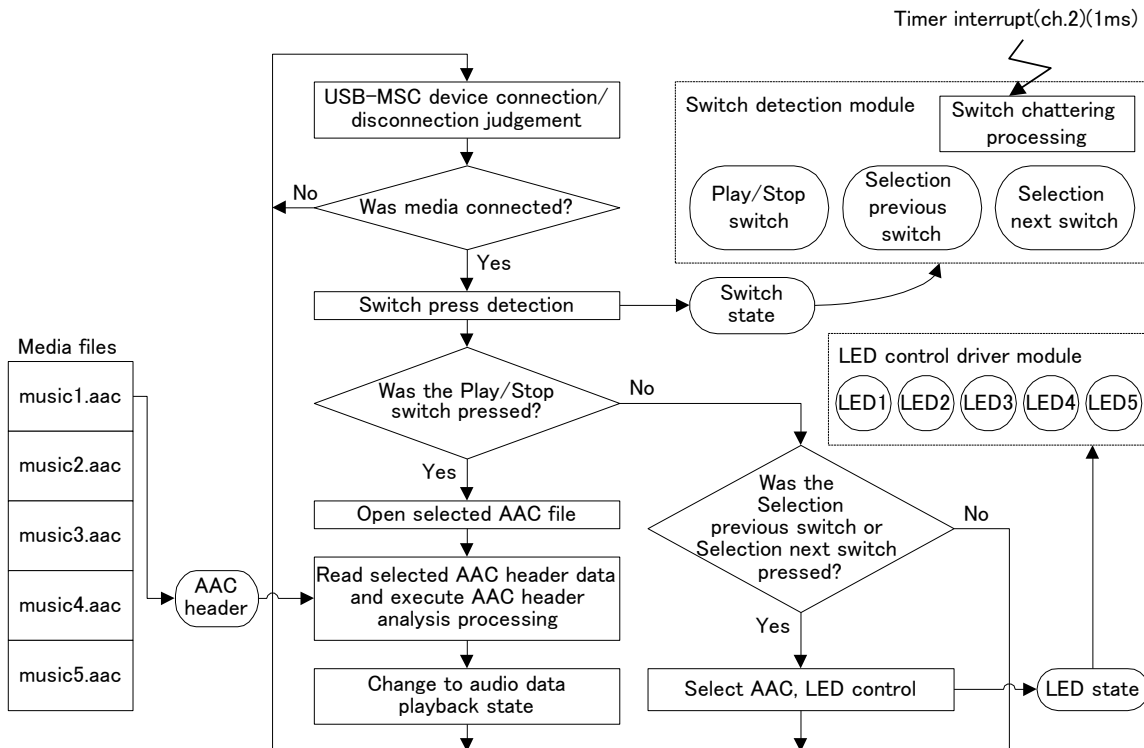 Timer interrupt(ch.2)(1ms)
USB-MSC device connection/
disconnection judgement
Switch detection module
Switch chattering
processing
No
Was media connected?
Play/Stop
switch
Selection
previous
switch
Selection
next switch
Yes
Switch press detection
Switch
state
Media files
music1.aac
music2.aac
music3.aac
music4.aac
music5.aac
LED control driver module
LED1
LED2
LED3
LED4
LED5
Was the Play/Stop
switch pressed?
No
Yes
Was the
Selection
previous switch or
Selection next switch
pressed?
No
Open selected AAC file
AAC
header
Read selected AAC header data
and execute AAC header
analysis processing
Yes
Change to audio data
playback state
Select AAC, LED control
LED state